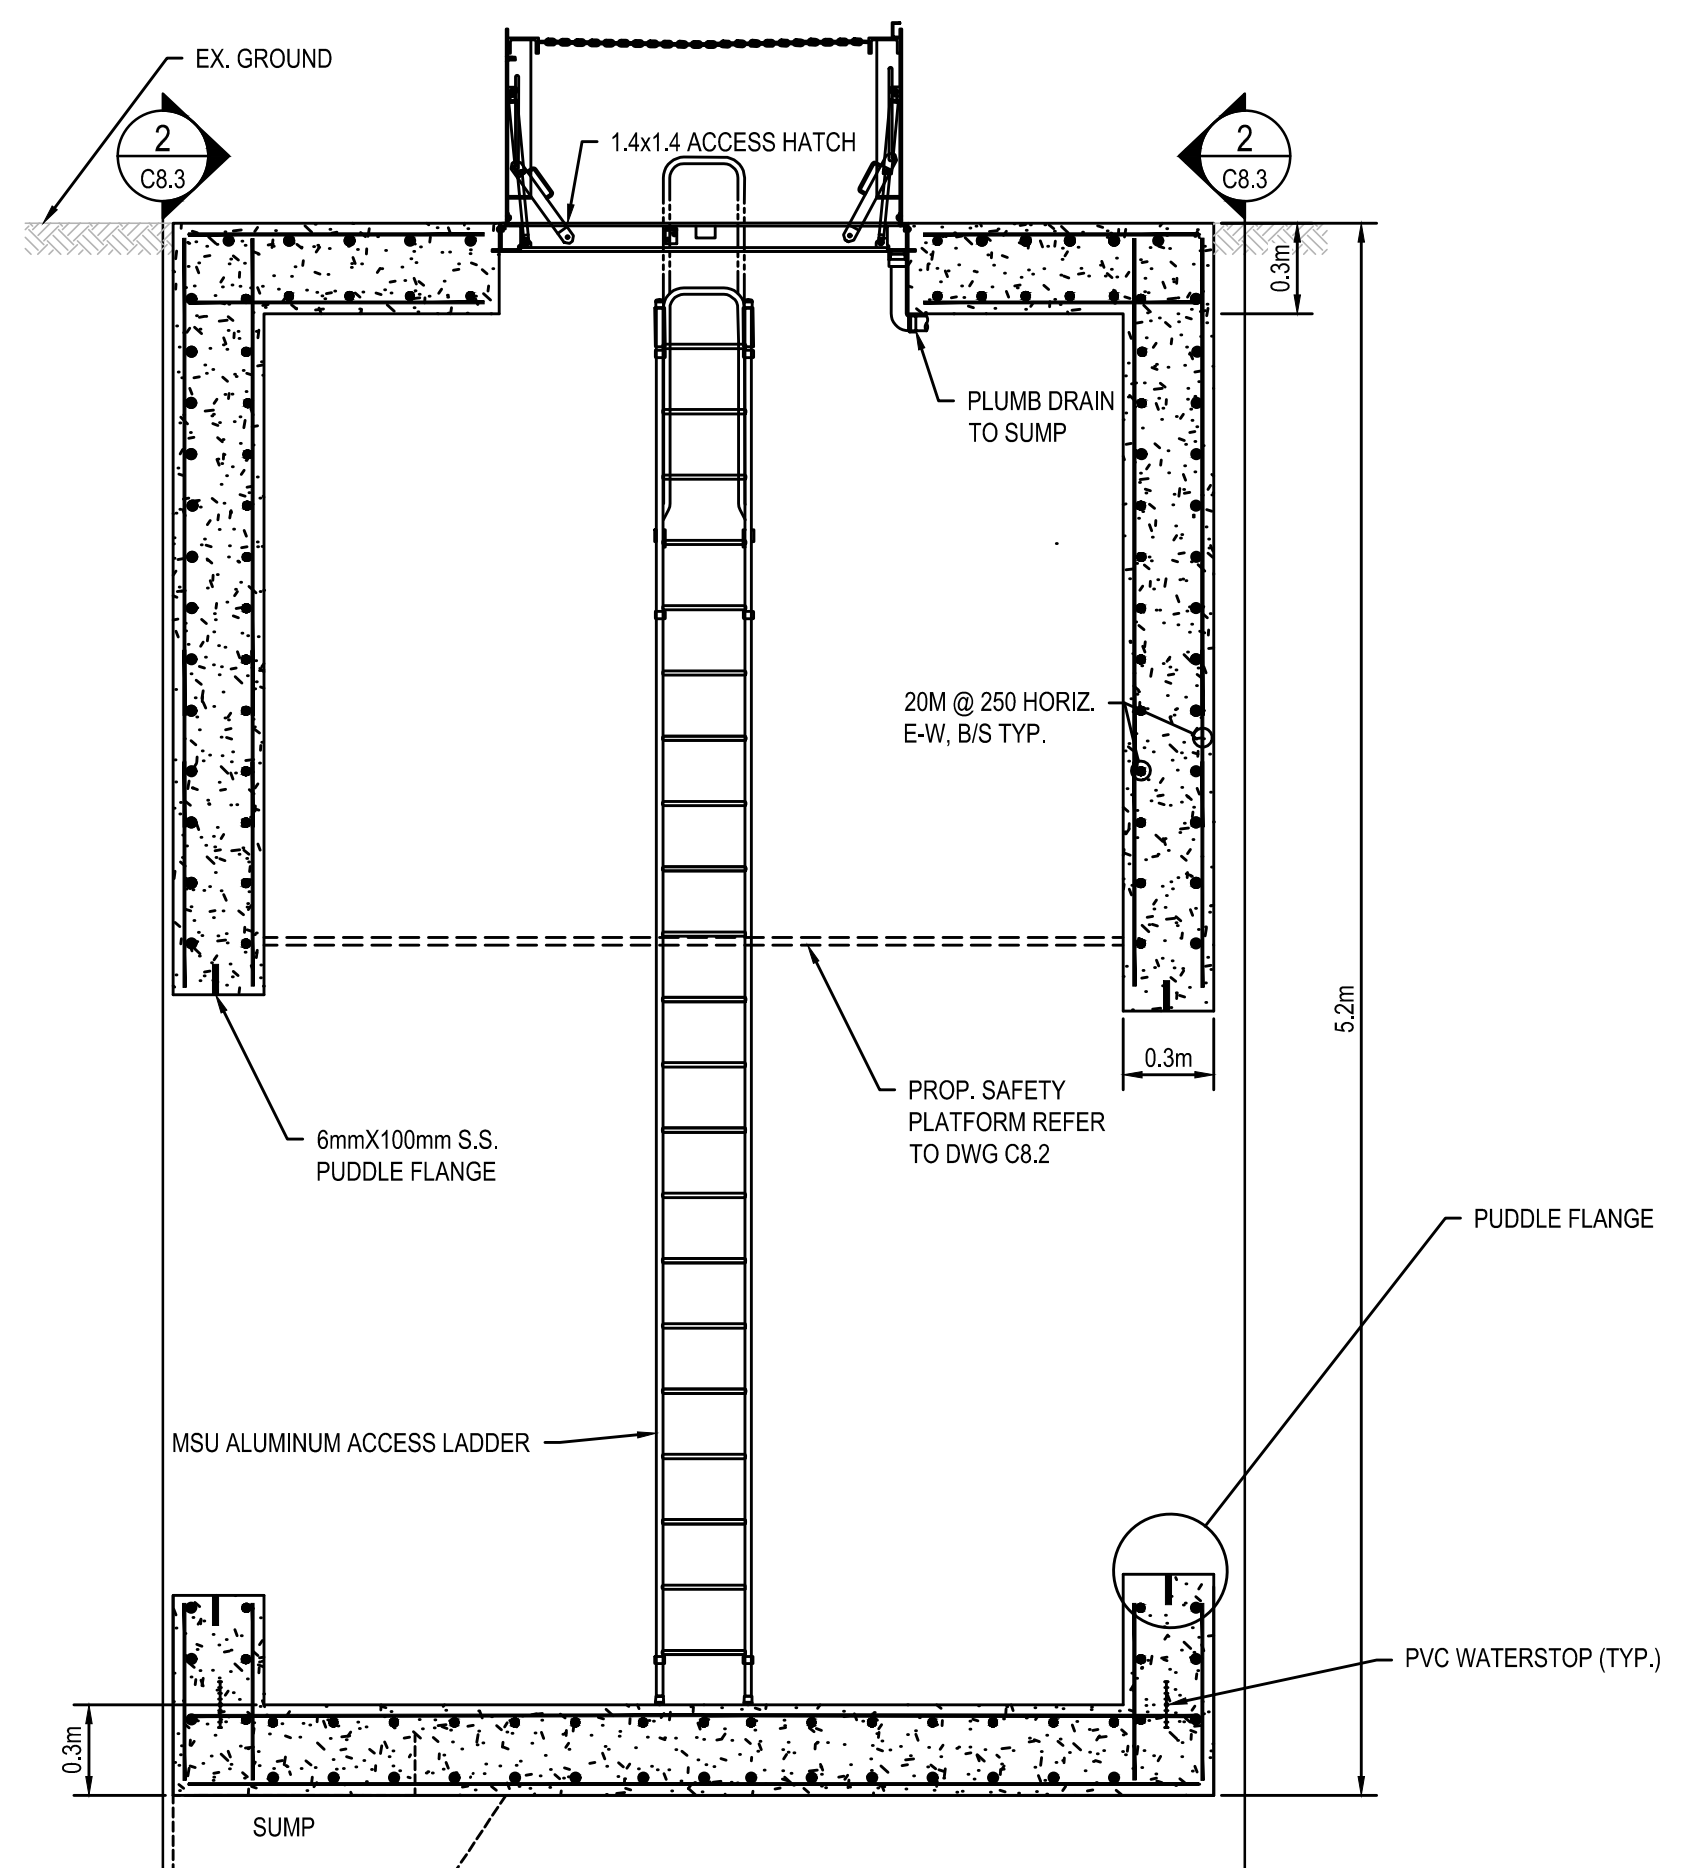 EX. GROUND
2
C8.3
1.4x1.4 ACCESS HATCH
2
C8.3
0.3m
PLUMB DRAIN
TO SUMP
20M @ 250 HORIZ.
E-W, B/S TYP.
5.2m
0.3m
PROP. SAFETY
PLATFORM REFER
TO DWG C8.2
6mmX100mm S.S.
PUDDLE FLANGE
PUDDLE FLANGE
MSU ALUMINUM ACCESS LADDER
PVC WATERSTOP (TYP.)
0.3m
SUMP